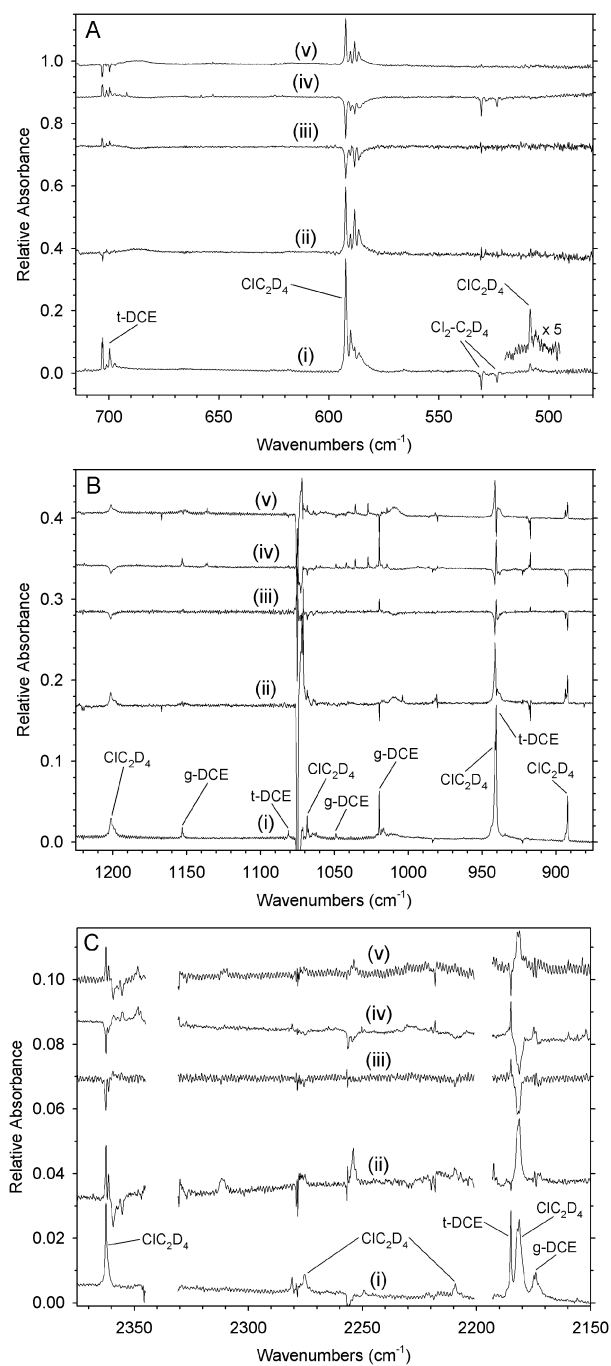 A
(v)
1.0
(iv)
0.8
(iii)
0.6
Relative Absorbance
(ii)
0.4
ClC2D4
ClC2D4
t-DCE
0.2
Cl2-C2D4
x 5
(i)
0.0
700 650 600 550 500
Wavenumbers (cm-1)
B
(v)
0.4
(iv)
0.3
(iii)
Relative Absorbance
(ii)
0.2
t-DCE
0.1
g-DCE
ClC2D4
ClC2D4
ClC2D4
ClC2D4
g-DCE
t-DCE
g-DCE
(i)
0.0
1200 1150 1100 1050 1000 950 900
Wavenumbers (cm-1)
C
(v)
0.10
(iv)
0.08
(iii)
0.06
Relative Absorbance
(ii)
0.04
t-DCE
ClC2D4
ClC2D4
ClC2D4
g-DCE
0.02
(i)
0.00
2350 2300 2250 2200 2150
Wavenumbers (cm-1)